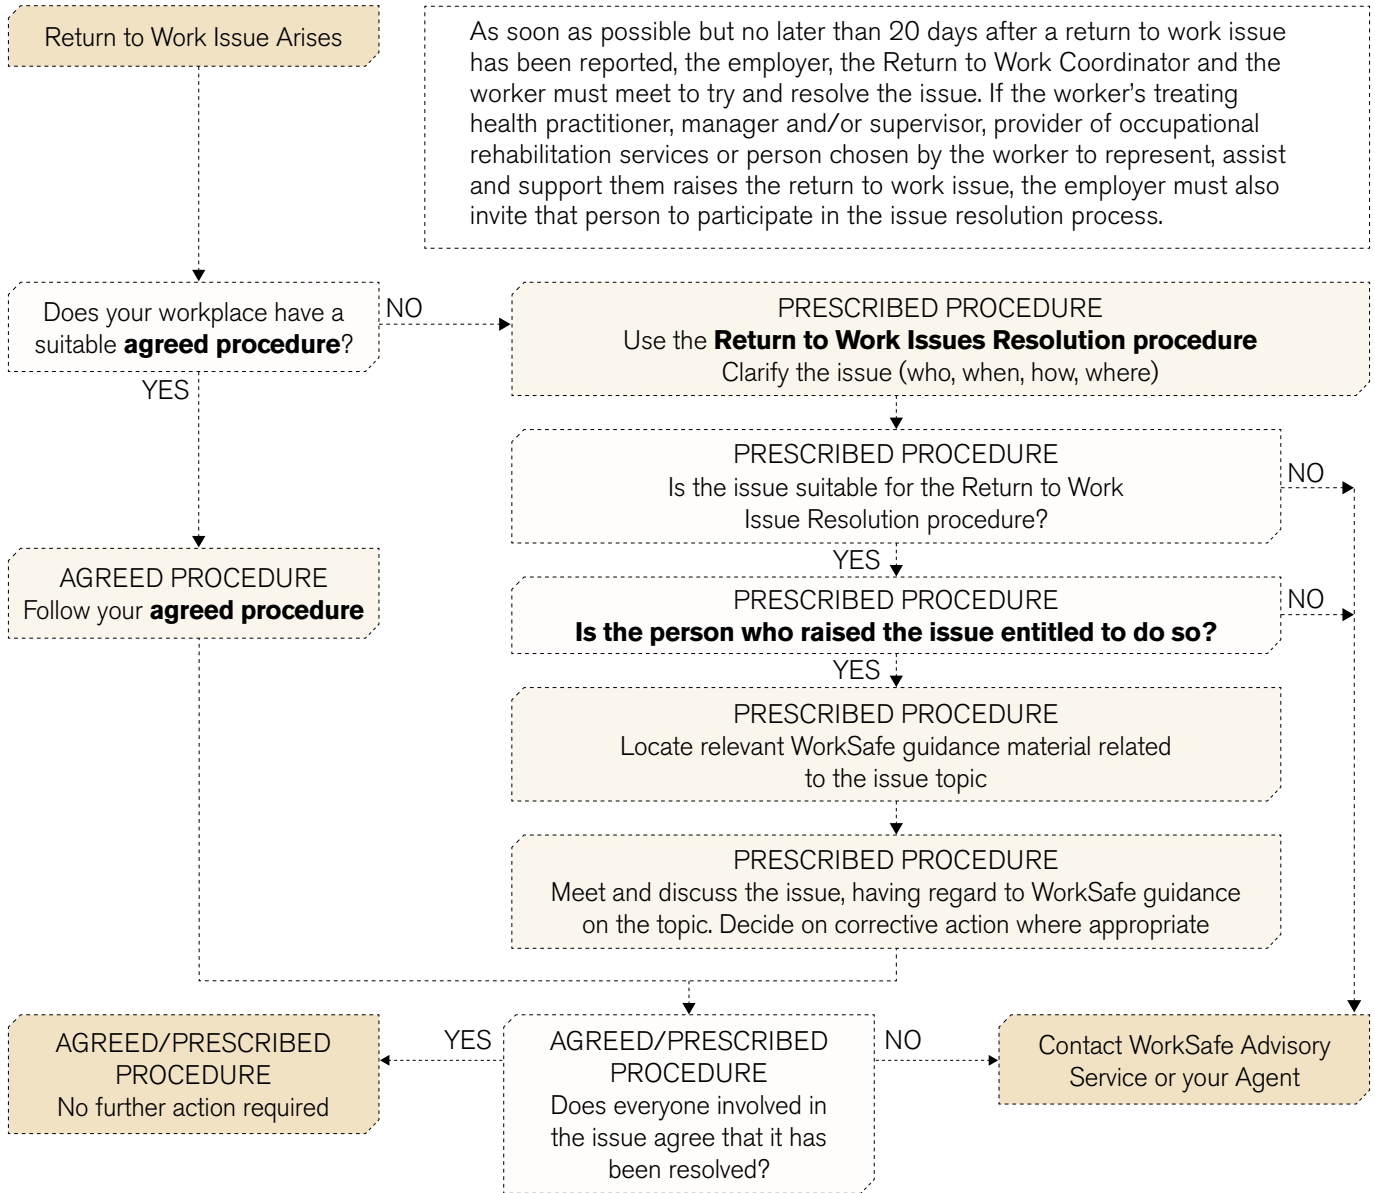 Return to Work Issue Arises
As soon as possible but no later than 20 days after a return to work issue
has been reported, the employer, the Return to Work Coordinator and the
worker must meet to try and resolve the issue. If the worker's treating
health practitioner, manager and/or supervisor, provider of occupational
rehabilitation services or person chosen by the worker to represent, assist
and support them raises the return to work issue, the employer must also
invite that person to participate in the issue resolution process.
Does your workplace have a
suitable agreed procedure?
NO
YES
PRESCRIBED PROCEDURE
Use the Return to Work Issues Resolution procedure
Clarify the issue (who, when, how, where)
PRESCRIBED PROCEDURE
Is the issue suitable for the Return to Work
Issue Resolution procedure?
NO
YES
AGREED PROCEDURE
Follow your agreed procedure
PRESCRIBED PROCEDURE
Is the person who raised the issue entitled to do so?
NO
YES
PRESCRIBED PROCEDURE
Locate relevant WorkSafe guidance material related
to the issue topic
PRESCRIBED PROCEDURE
Meet and discuss the issue, having regard to WorkSafe guidance
on the topic. Decide on corrective action where appropriate
AGREED/PRESCRIBED
PROCEDURE
No further action required
YES
AGREED/PRESCRIBED
PROCEDURE
Does everyone involved in
the issue agree that it has
been resolved?
NO
Contact WorkSafe Advisory
Service or your Agent